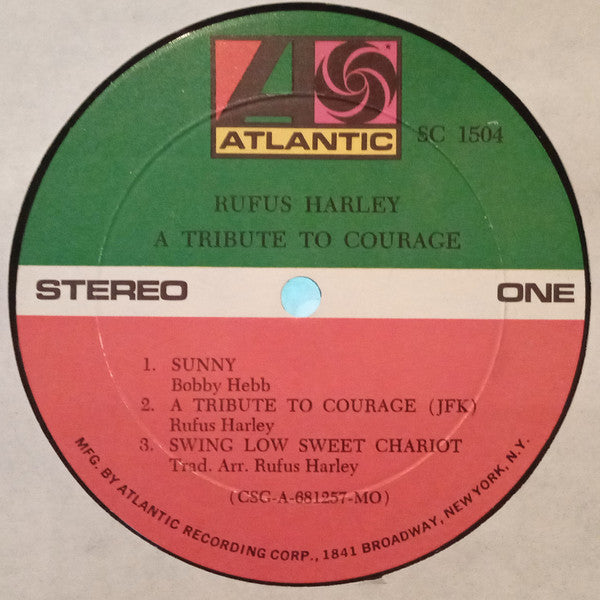 ATLANTIC
SC 1504
RUFUS HARLEY
A TRIBUTE TO COURAGE
STEREO ONE
1. SUNNY
Bobby Hebb
2. A TRIBUTE TO COURAGE (JFK)
Rufus Harley
3. SWING LOW SWEET CHARIOT
Trad. Arr. Rufus Harley
(CSG-A-681257-MO)
MFG. BY ATLANTIC RECORDING CORP., 1841 BROADWAY, NEW YORK, N.Y.